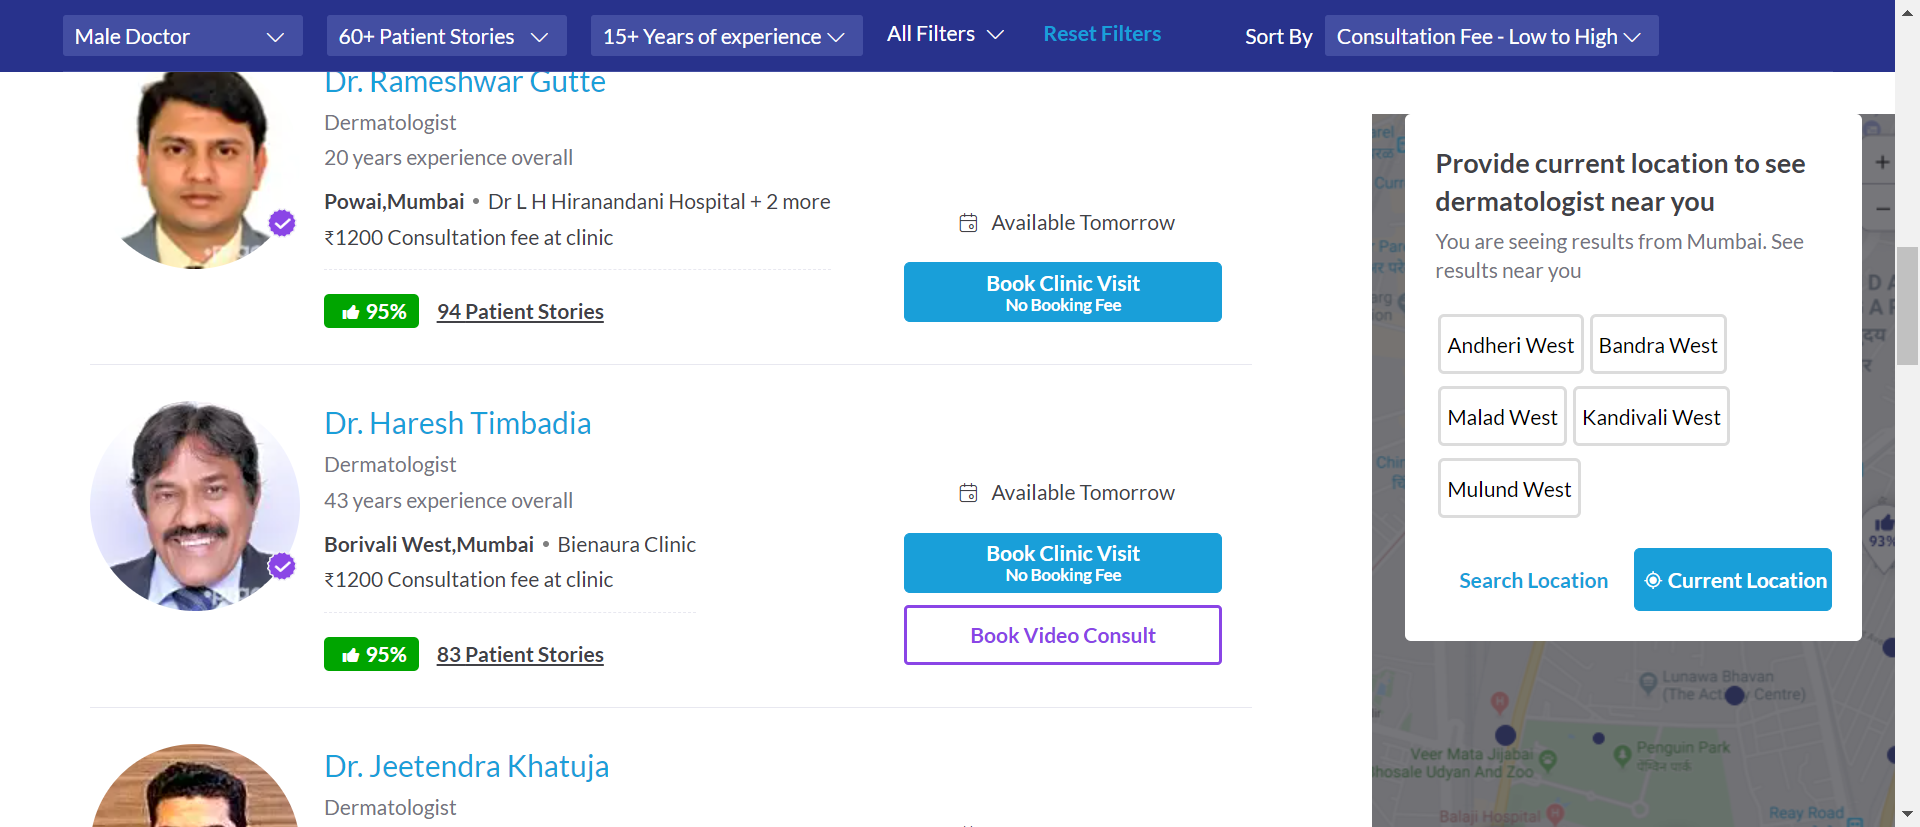 Male Doctor
60+ Patient Stories
15+ Years of experience
All Filters
Reset Filters
Sort By
Consultation Fee - Low to High
Dr. Rameshwar Gutte
Dermatologist
20 years experience overall
Powai,Mumbai • Dr L H Hiranandani Hospital + 2 more
₹1200 Consultation fee at clinic
95%
94 Patient Stories
Available Tomorrow
Book Clinic Visit
No Booking Fee
Dr. Haresh Timbadia
Dermatologist
43 years experience overall
Borivali West,Mumbai • Bienaura Clinic
₹1200 Consultation fee at clinic
95%
83 Patient Stories
Available Tomorrow
Book Clinic Visit
No Booking Fee
Book Video Consult
Dr. Jeetendra Khatuja
Dermatologist
Provide current location to see
dermatologist near you
You are seeing results from Mumbai. See
results near you
Andheri West
Bandra West
Malad West
Kandivali West
Mulund West
Search Location
Current Location
93%
Lunawa Bhavan
Centre)
Veer Mata Jijabai
Udyan And Zoo
Penguin Park
पेंग्विन पार्क
Balaji Hospital
Reay Road